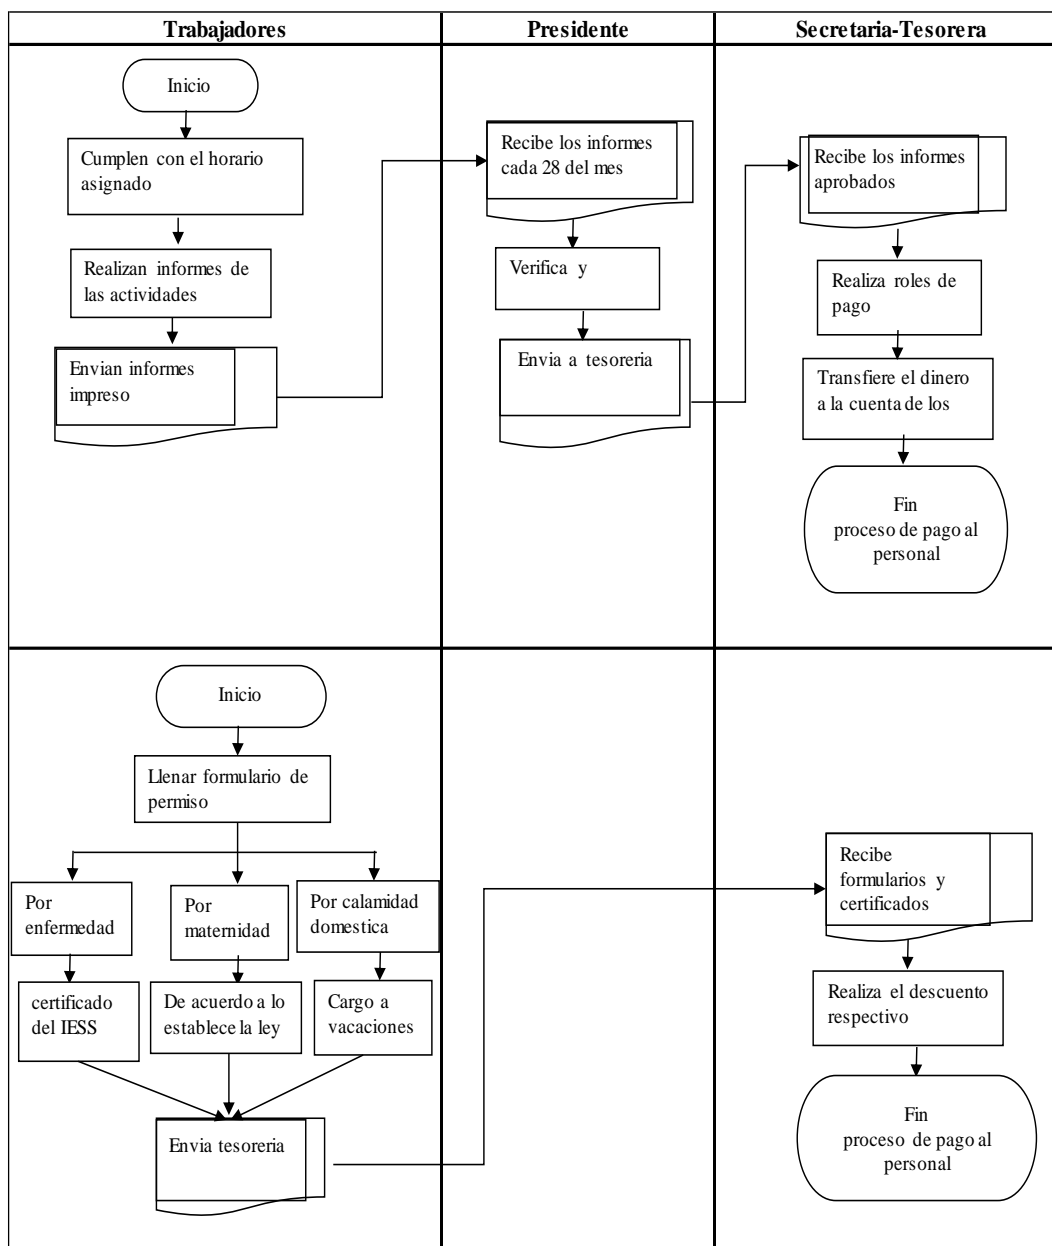 Trabajadores
Presidente
Secretaria-Tesorera
Inicio
Cumplen con el horario
asignado
Realizan informes de
las actividades
Envian informes
impreso
Recibe los informes
cada 28 del mes
Verifica y
Envia a tesoreria
Recibe los informes
aprobados
Realiza roles de
pago
Transfiere el dinero
a la cuenta de los
Fin
proceso de pago al
personal
Inicio
Llenar formulario de
permiso
Por
enfermedad
Por
maternidad
Por calamidad
domestica
certificado
del IESS
De acuerdo a lo
establece la ley
Cargo a
vacaciones
Envia tesoreria
Recibe
formularios y
certificados
Realiza el descuento
respectivo
Fin
proceso de pago al
personal